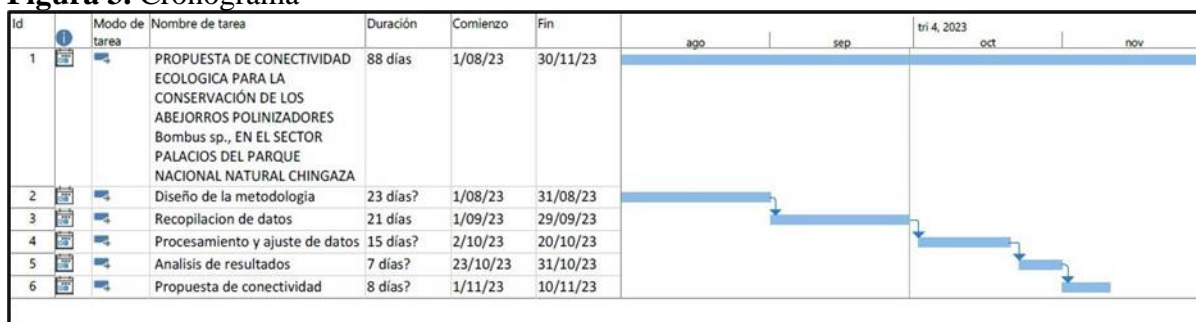 Figura 3. Cronograma
Id Modo de tarea Nombre de tarea Duración Comienzo Fin
tri 4, 2023
ago sep oct nov
1 PROPUESTA DE CONECTIVIDAD 88 días 1/08/23 30/11/23
ECOLOGICA PARA LA
CONSERVACIÓN DE LOS
ABEJORROS POLINIZADORES
Bombus sp., EN EL SECTOR
PALACIOS DEL PARQUE
NACIONAL NATURAL CHINGAZA
2 Diseño de la metodologia 23 días? 1/08/23 31/08/23
3 Recopilacion de datos 21 días 1/09/23 29/09/23
4 Procesamiento y ajuste de datos 15 días? 2/10/23 20/10/23
5 Analisis de resultados 7 días? 23/10/23 31/10/23
6 Propuesta de conectividad 8 días? 1/11/23 10/11/23